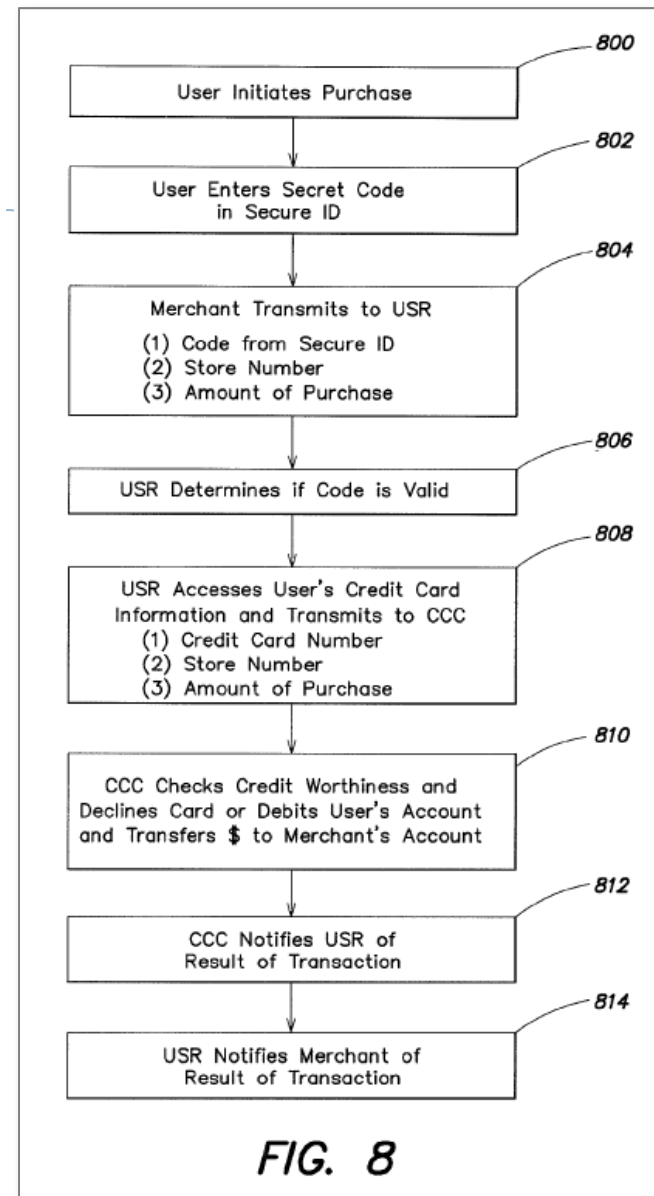 800
User Initiates Purchase
802
User Enters Secret Code
in Secure ID
804
Merchant Transmits to USR
(1) Code from Secure ID
(2) Store Number
(3) Amount of Purchase
806
USR Determines if Code is Valid
808
USR Accesses User's Credit Card
Information and Transmits to CCC
(1) Credit Card Number
(2) Store Number
(3) Amount of Purchase
810
CCC Checks Credit Worthiness and
Declines Card or Debits User's Account
and Transfers $ to Merchant's Account
812
CCC Notifies USR of
Result of Transaction
814
USR Notifies Merchant of
Result of Transaction
FIG. 8